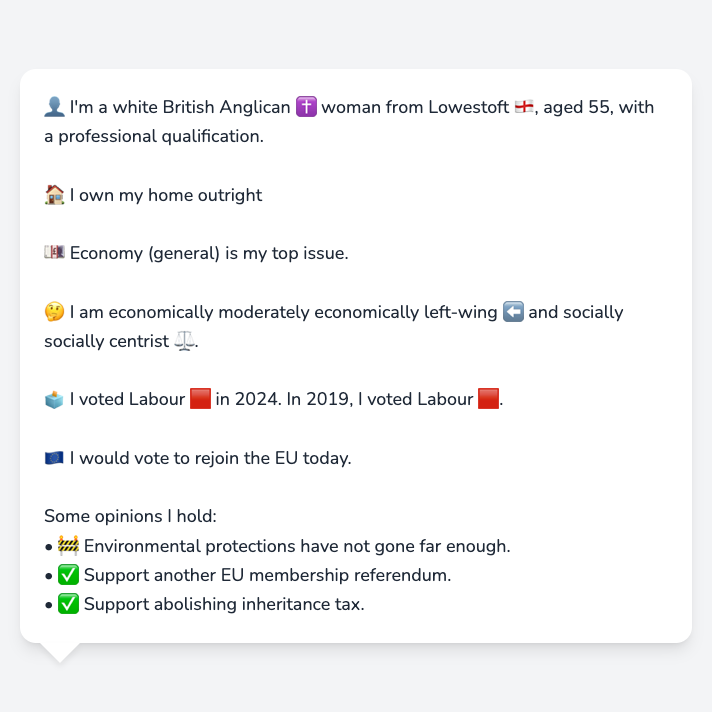 👤 I'm a white British Anglican ✝️ woman from Lowestoft 🏴󠁧󠁢󠁥󠁮󠁧󠁿, aged 55, with
a professional qualification.
🏠 I own my home outright
💷 Economy (general) is my top issue.
🤔 I am economically moderately economically left-wing ⬅️ and socially
socially centrist ⚖️.
🗳️ I voted Labour 🟥 in 2024. In 2019, I voted Labour 🟥.
🇪🇺 I would vote to rejoin the EU today.
Some opinions I hold:
• 🚧 Environmental protections have not gone far enough.
• ✅ Support another EU membership referendum.
• ✅ Support abolishing inheritance tax.